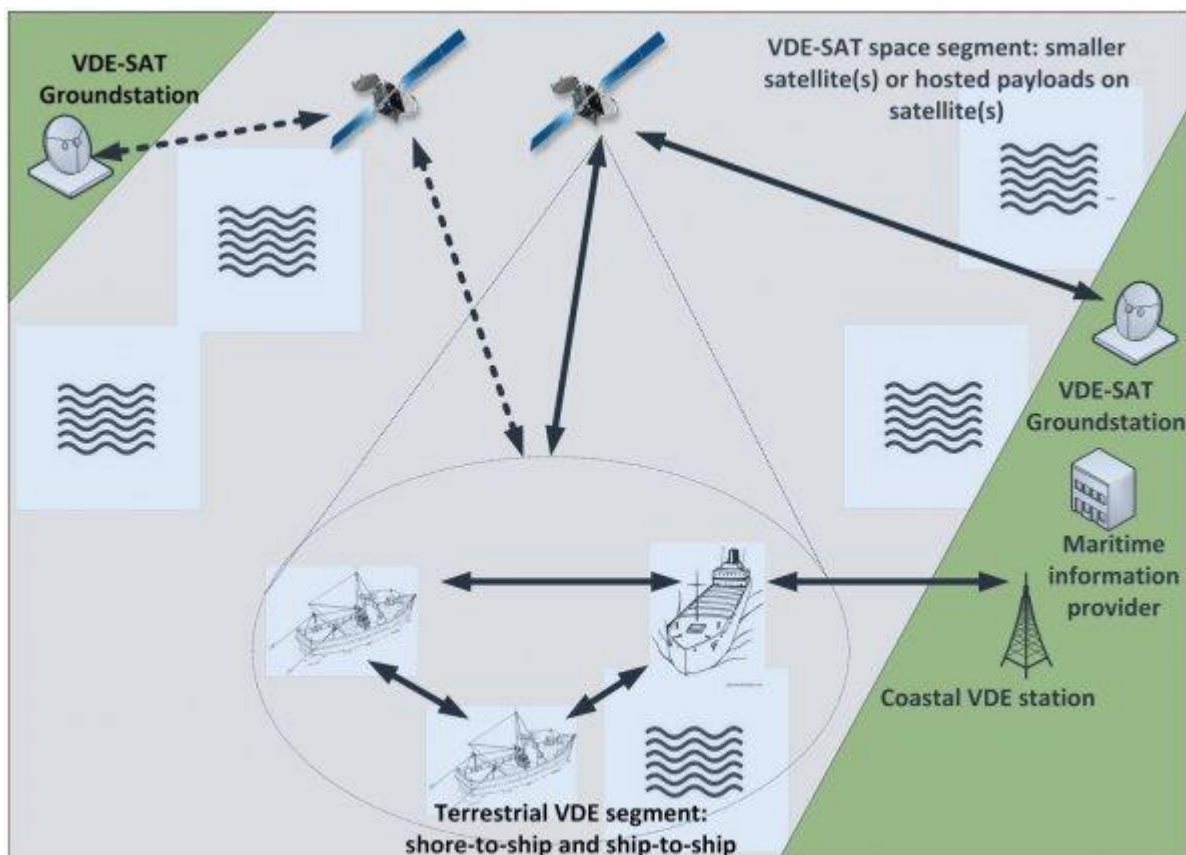 VDE-SAT
Groundstation
VDE-SAT space segment: smaller
satellite(s) or hosted payloads on
satellite(s)
VDE-SAT
Groundstation
Maritime
information
provider
Coastal VDE station
Terrestrial VDE segment:
shore-to-ship and ship-to-ship